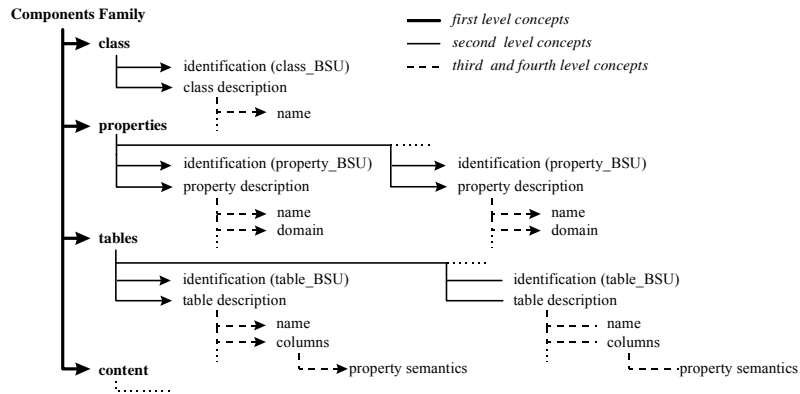 Components Family
first level concepts
class
second level concepts
identification (class_BSU)
third and fourth level concepts
class description
name
properties
identification (property_BSU) identification (property_BSU)
property description property description
name name
domain domain
tables
identification (table_BSU) identification (table_BSU)
table description table description
name name
columns columns
content property semantics property semantics